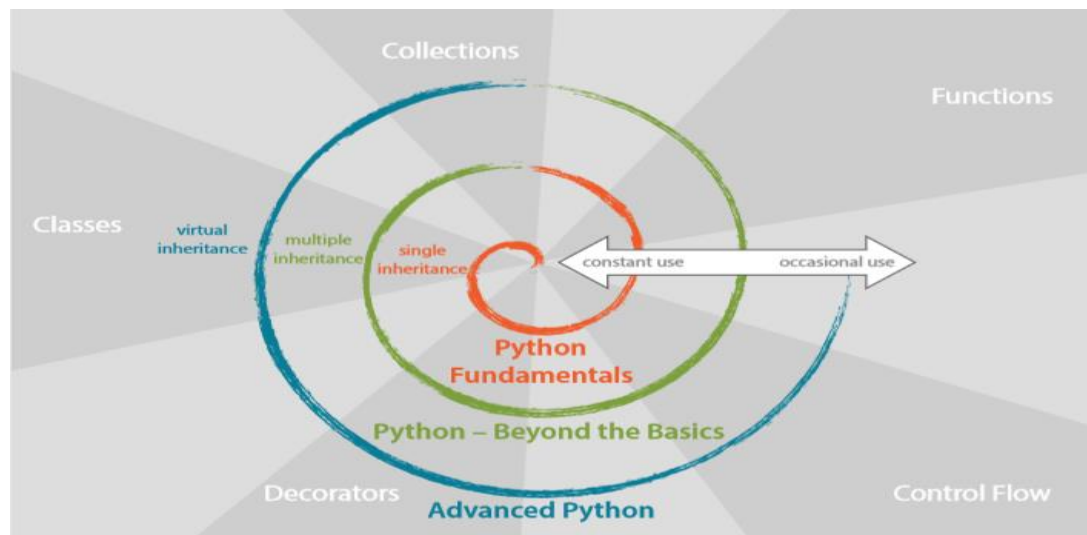 Collections
Functions
Classes
virtual
inheritance
multiple
inheritance
single
inheritance
constant use
occasional use
Python
Fundamentals
Python – Beyond the Basics
Decorators
Advanced Python
Control Flow